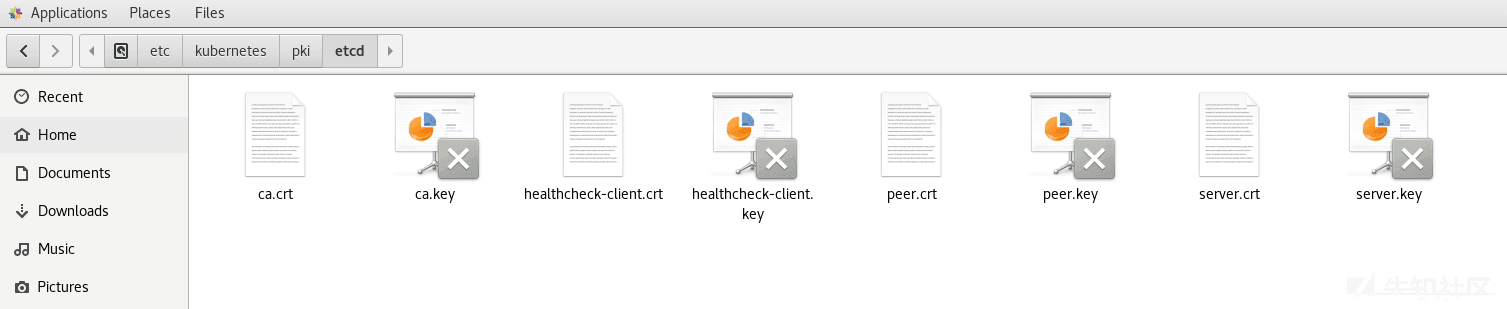 Applications Places Files
etc kubernetes pki etcd
Recent
Home
Documents
Downloads
Music
Pictures
ca.crt
ca.key
healthcheck-client.crt
healthcheck-client.
key
peer.crt
peer.key
server.crt
server.key
先知社区